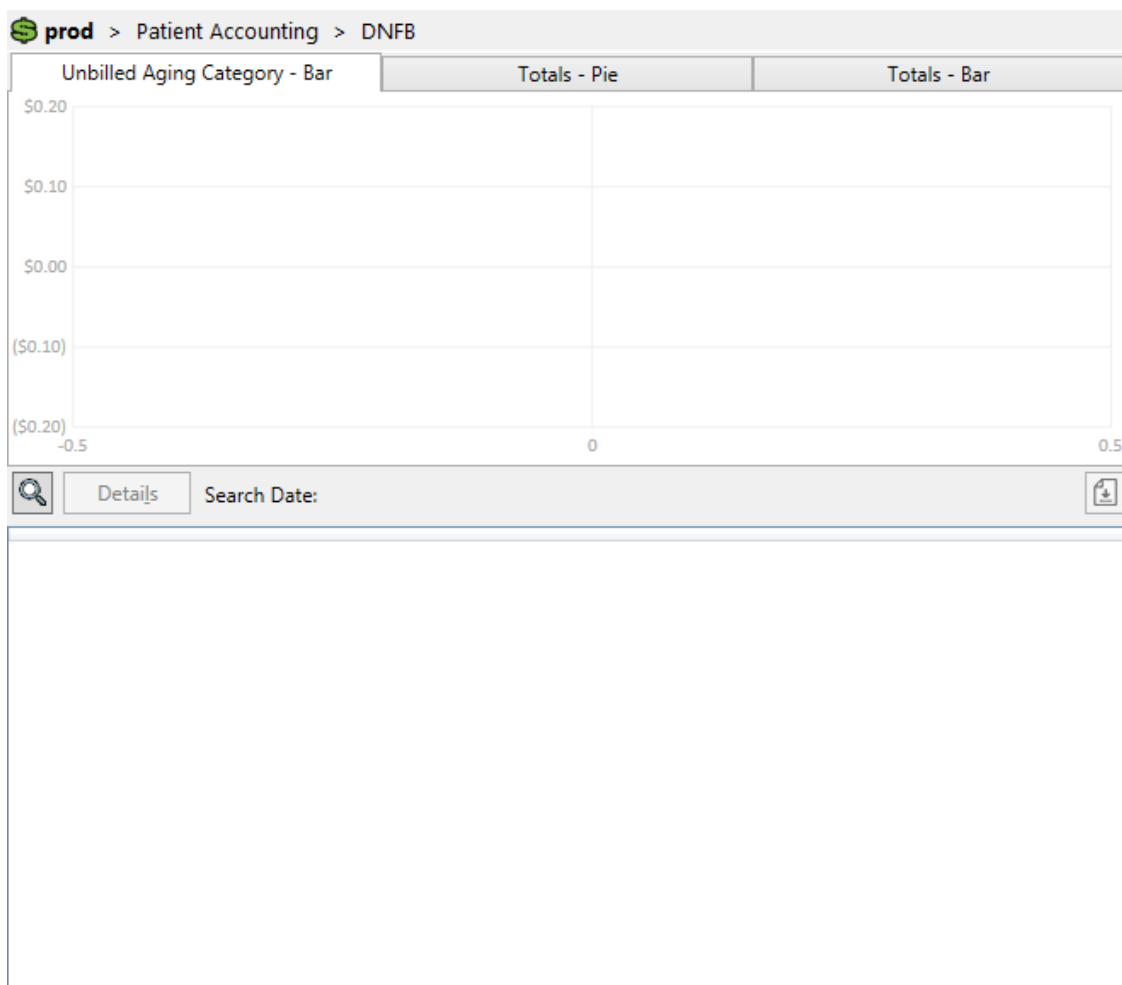 prod > Patient Accounting > DNFB
Unbilled Aging Category - Bar Totals - Pie Totals - Bar
$0.20
$0.10
$0.00
($0.10)
($0.20)
-0.5 0 0.5
Details Search Date: